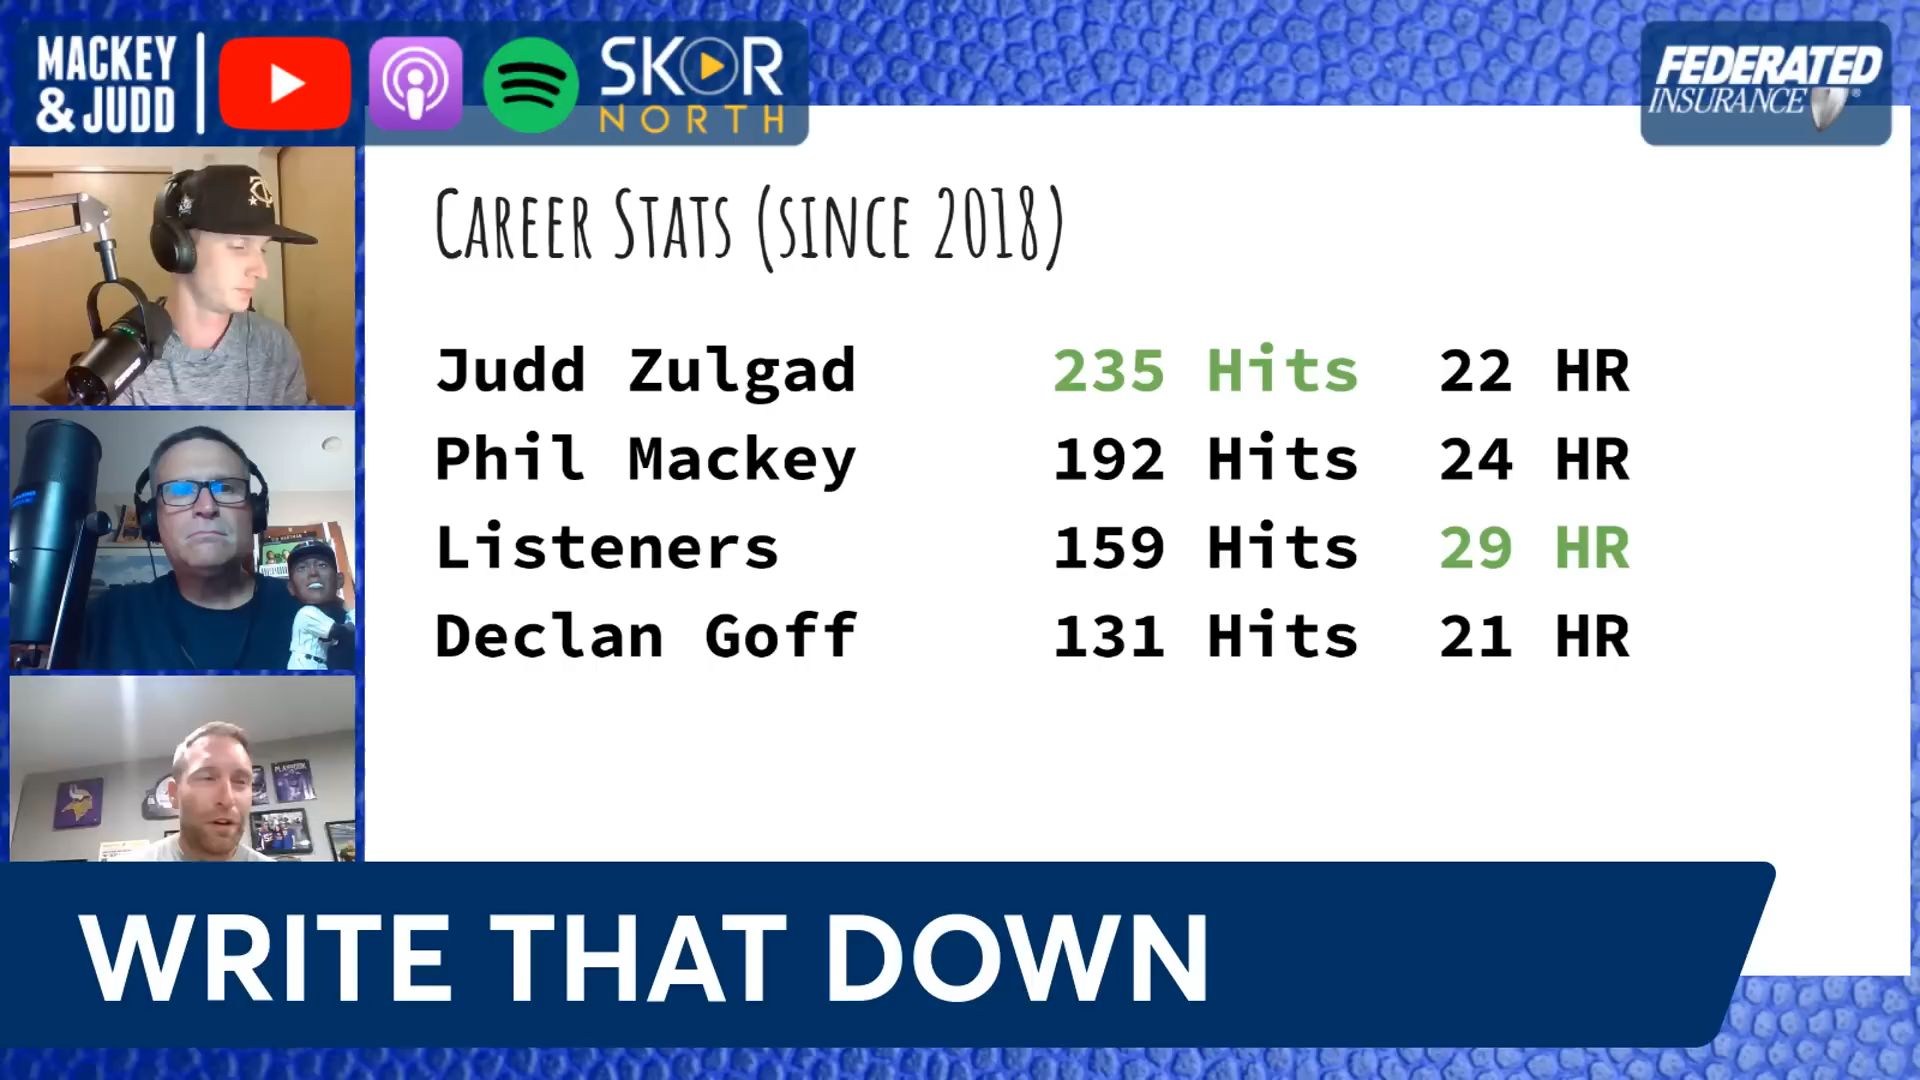 MACKEY
& JUDD
SKOR
NORTH
FEDERATED
INSURANCE
CAREER STATS (SINCE 2018)
Judd Zulgad 235 Hits 22 HR
Phil Mackey 192 Hits 24 HR
Listeners 159 Hits 29 HR
Declan Goff 131 Hits 21 HR
PLAYBOOK
WRITE THAT DOWN